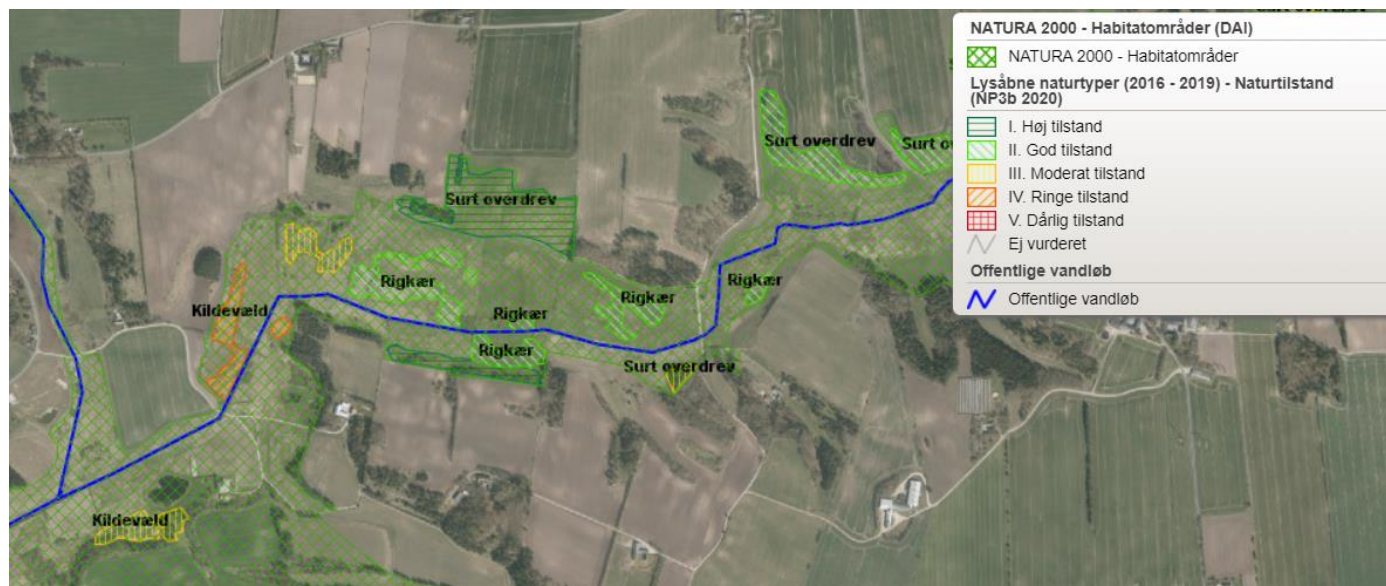 NATURA 2000 - Habitatområder (DAI)
NATURA 2000 - Habitatområder
Lysåbne naturtyper (2016 - 2019) - Naturtilstand
(NP3b 2020)
I. Høj tilstand
II. God tilstand
III. Moderat tilstand
IV. Ringe tilstand
V. Dårlig tilstand
Ej vurderet
Offentlige vandløb
Offentlige vandløb
Surt overdrev
Surt ov
Surt overdrev
Rigkær
Rigkær
Rigkær
Kildevæld
Rigkær
Rigkær
Surt overdrev
Kildevæld